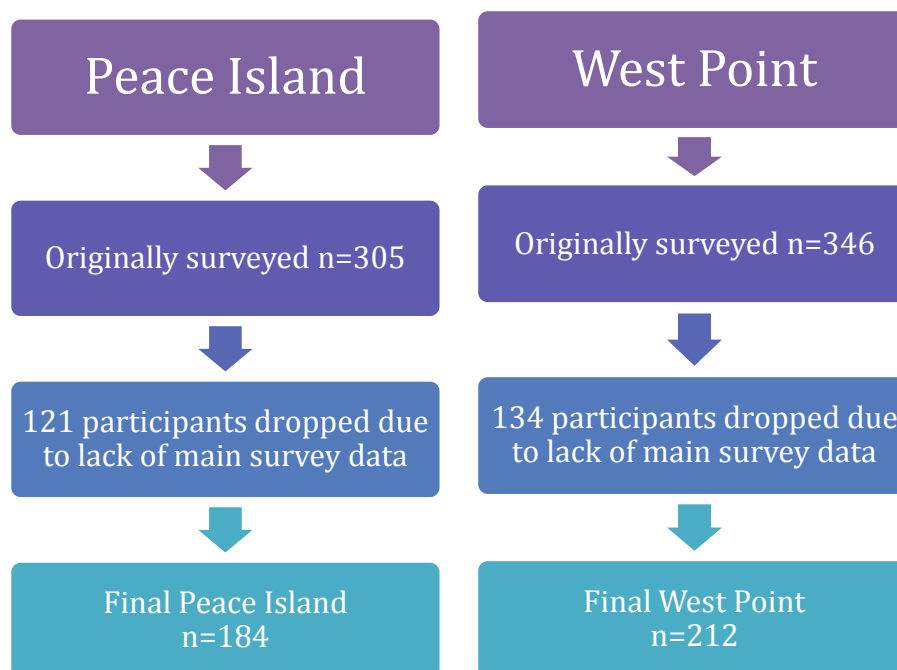 Peace Island
Originally surveyed n=305
121 participants dropped due
to lack of main survey data
Final Peace Island
n=184
West Point
Originally surveyed n=346
134 participants dropped due
to lack of main survey data
Final West Point
n=212